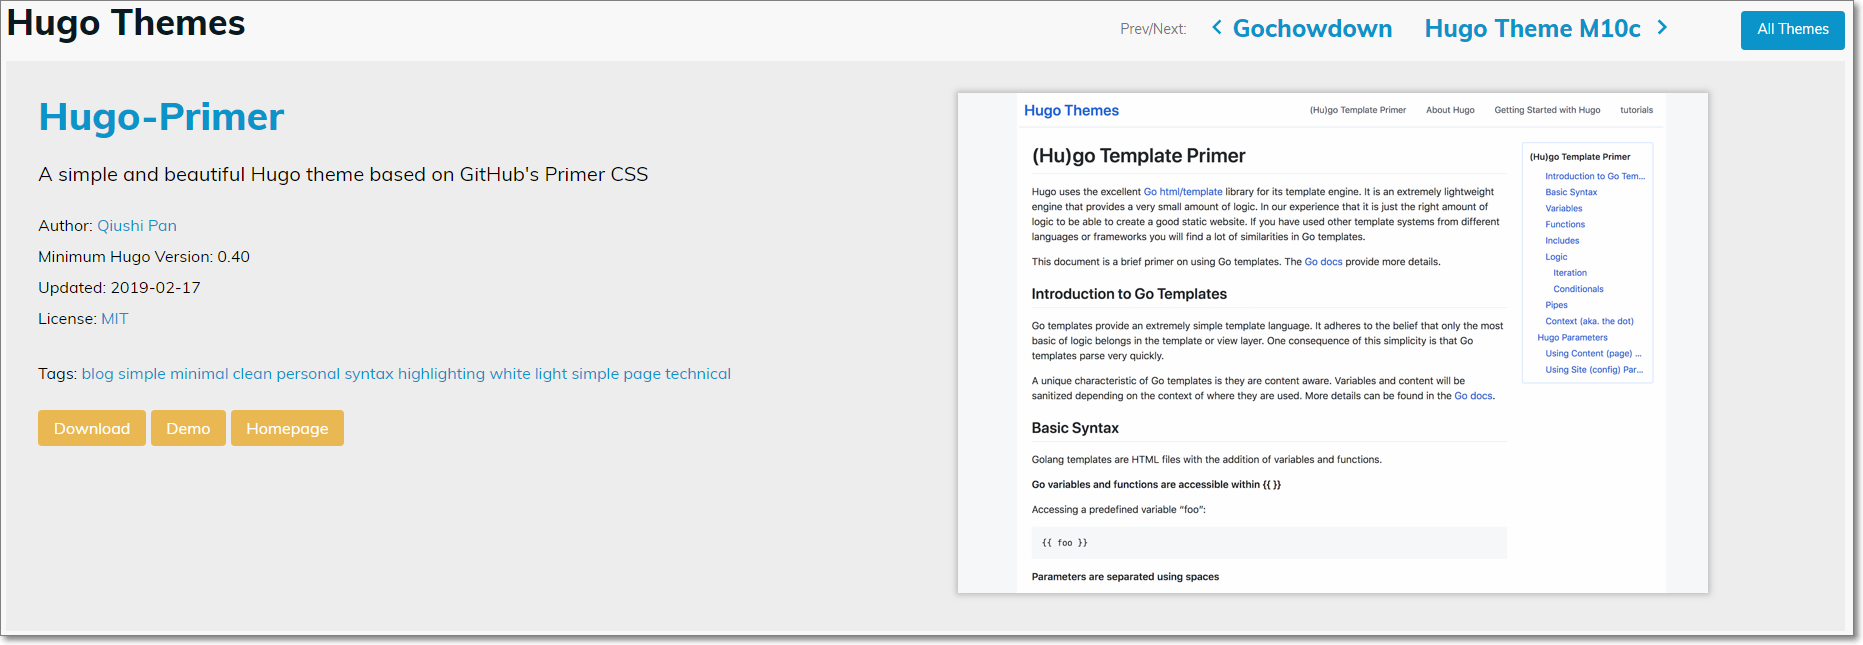 Hugo Themes
Prev/Next: Gochowdown Hugo Theme M10c All Themes
Hugo-Primer
A simple and beautiful Hugo theme based on GitHub's Primer CSS
Author: Qiushi Pan
Minimum Hugo Version: 0.40
Updated: 2019-02-17
License: MIT
Tags: blog simple minimal clean personal syntax highlighting white light simple page technical
Download Demo Homepage
Hugo Themes (Hu)go Template Primer About Hugo Getting Started with Hugo tutorials
(Hu)go Template Primer
Hugo uses the excellent Go html/template library for its template engine. It is an extremely lightweight
engine that provides a very small amount of logic. In our experience that it is just the right amount of
logic to be able to create a good static website. If you have used other template systems from different
languages or frameworks you will find a lot of similarities in Go templates.
This document is a brief primer on using Go templates. The Go docs provide more details.
Introduction to Go Templates
Go templates provide an extremely simple template language. It adheres to the belief that only the most
basic of logic belongs in the template or view layer. One consequence of this simplicity is that Go
templates parse very quickly.
A unique characteristic of Go templates is they are content aware. Variables and content will be
sanitized depending on the context of where they are used. More details can be found in the Go docs.
Basic Syntax
Golang templates are HTML files with the addition of variables and functions.
Go variables and functions are accessible within {{ }}
Accessing a predefined variable “foo”:
{{ foo }}
Parameters are separated using spaces
(Hu)go Template Primer
Introduction to Go Tem...
Basic Syntax
Variables
Functions
Includes
Logic
Iteration
Conditionals
Pipes
Context (aka. the dot)
Hugo Parameters
Using Content (page) ...
Using Site (config) Par...